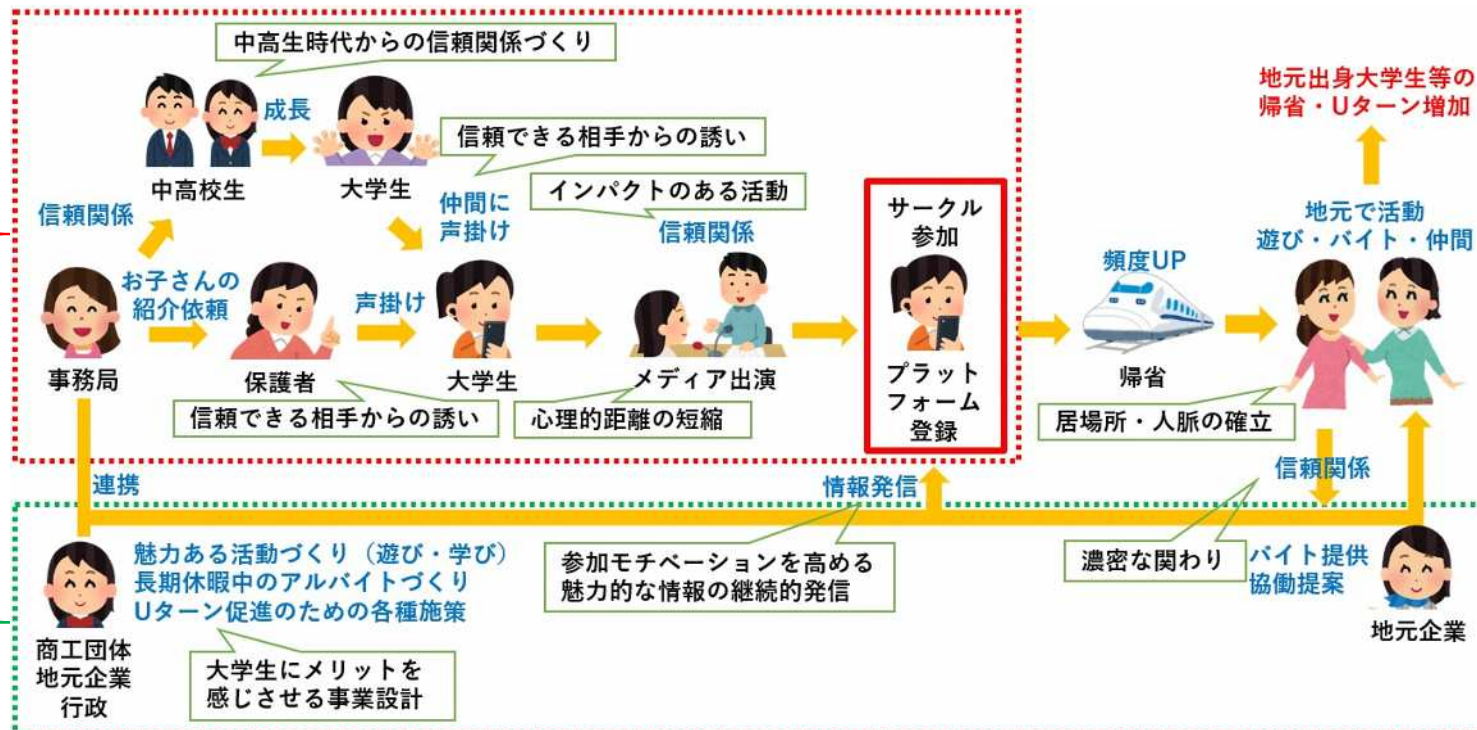 中高生時代からの信頼関係づくり
成長
中高校生
大学生
信頼できる相手からの誘い
インパクトのある活動
信頼関係
仲間に
声掛け
信頼関係
お子さんの
紹介依頼
声掛け
事務局
保護者
大学生
メディア出演
信頼できる相手からの誘い
心理的距離の短縮
サークル
参加
プラット
フォーム
登録
頻度UP
帰省
地元出身大学生等の
帰省・Uターン増加
地元で活動
遊び・バイト・仲間
居場所・人脈の確立
信頼関係
連携
情報発信
魅力ある活動づくり（遊び・学び）
長期休暇中のアルバイトづくり
Uターン促進のための各種施策
商工団体
地元企業
行政
大学生にメリットを
感じさせる事業設計
参加モチベーションを高める
魅力的な情報の継続的発信
濃密な関わり
バイト提供
協働提案
地元企業